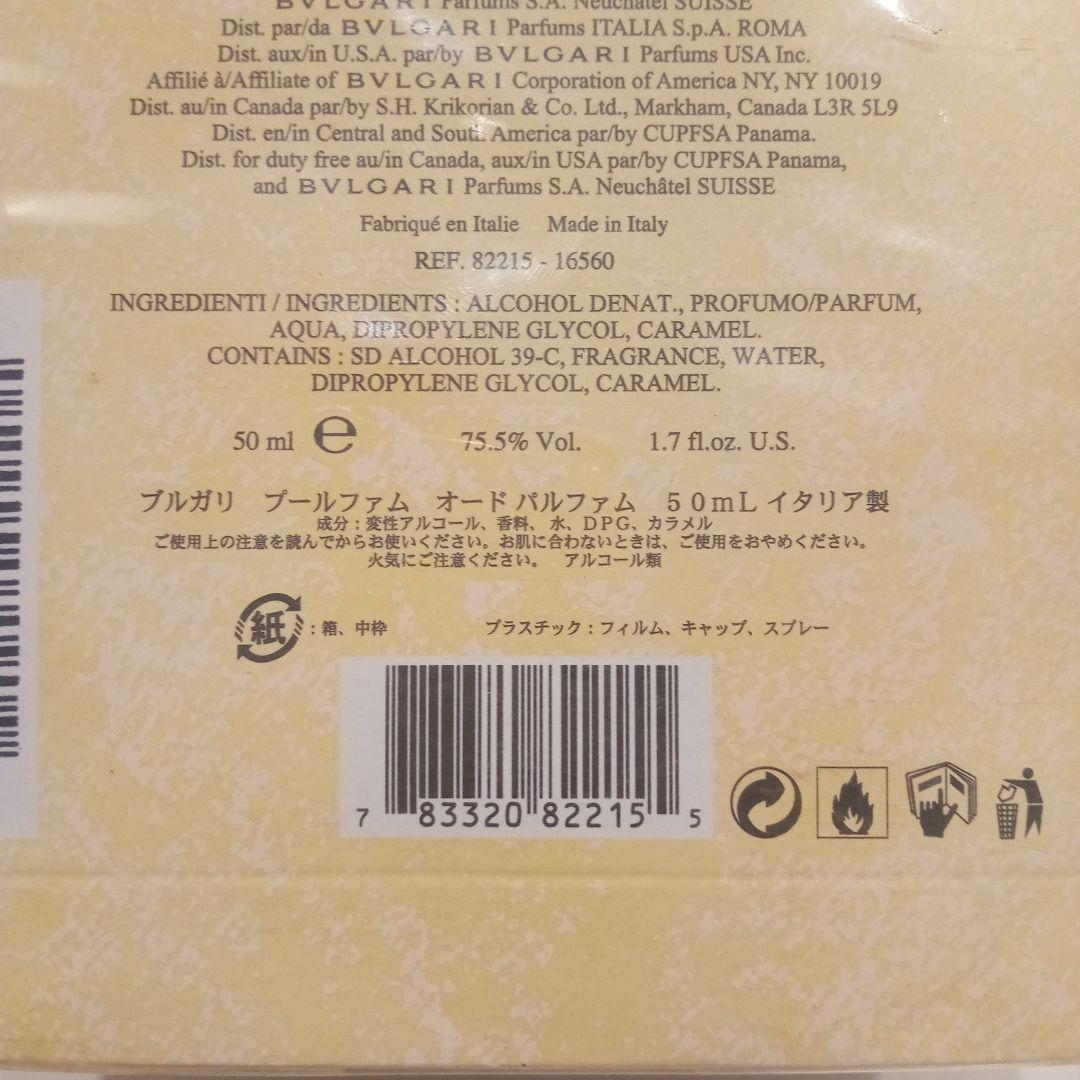 BVLGARI Parfums S.A. Neuchâtel SUISSE
Dist. par/da BVLGARI Parfums ITALIA S.p.A. ROMA
Dist. aux/in U.S.A. par/by BVLGARI Parfums USA Inc.
Affilié à/Affiliate of BVLGARI Corporation of America NY, NY 10019
Dist. au/in Canada par/by S.H. Krikorian & Co. Ltd., Markham, Canada L3R 5L9
Dist. en/in Central and South America par/by CUPFSA Panama.
Dist. for duty free au/in Canada, aux/in USA par/by CUPFSA Panama,
and BVLGARI Parfums S.A. Neuchâtel SUISSE
Fabriqué en Italie Made in Italy
REF. 82215 - 16560
INGREDIENTI / INGREDIENTS : ALCOHOL DENAT., PROFUMO/PARFUM,
AQUA, DIPROPYLENE GLYCOL, CARAMEL.
CONTAINS : SD ALCOHOL 39-C, FRAGRANCE, WATER,
DIPROPYLENE GLYCOL, CARAMEL.
50 ml e 75.5% Vol. 1.7 fl.oz. U.S.
ブルガリ プールファム オード パルファム 50mL イタリア製
成分：変性アルコール、香料、水、DPG、カラメル
ご使用上の注意を読んでからお使いください。お肌に合わないときは、ご使用をおやめください。
火気にご注意ください。 アルコール類
紙：箱、中枠 プラスチック：フィルム、キャップ、スプレー
7 83320 82215 5